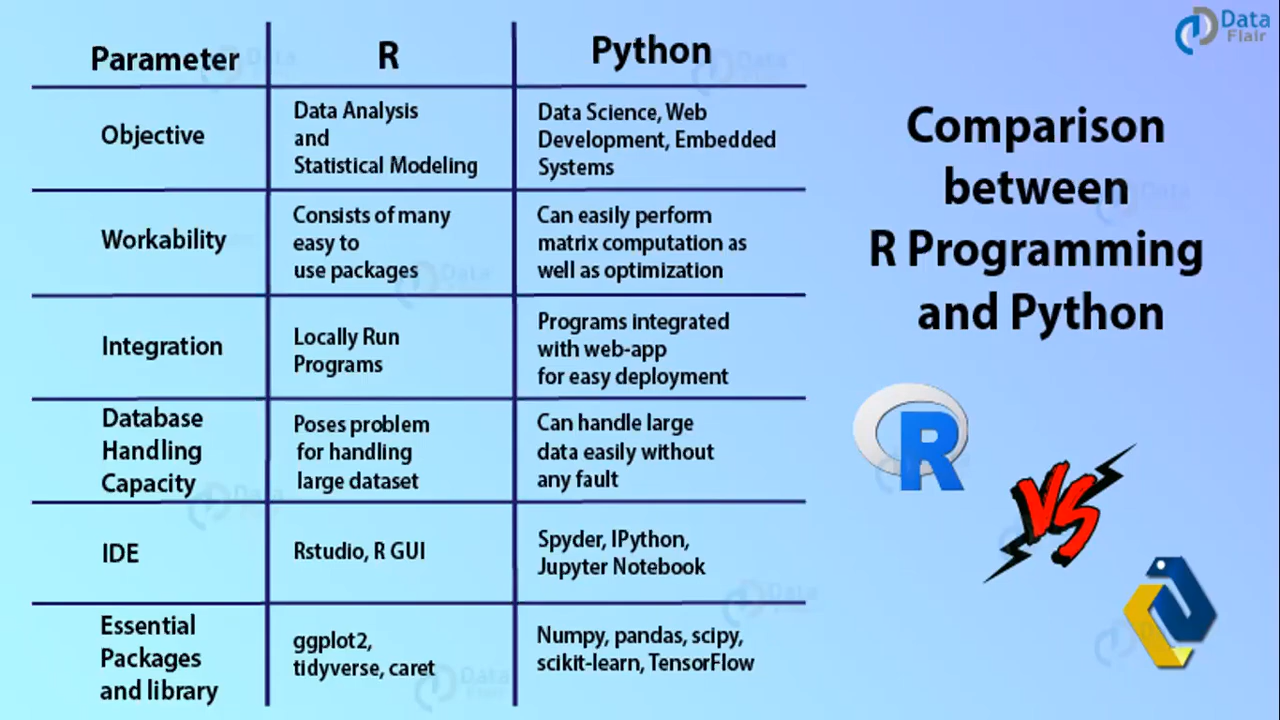 Data
Flair
Parameter
R
Python
Objective
Data Analysis
and
Statistical Modeling
Data Science, Web
Development, Embedded
Systems
Workability
Consists of many
easy to
use packages
Can easily perform
matrix computation as
well as optimization
Integration
Locally Run
Programs
Programs integrated
with web-app
for easy deployment
Database
Handling
Capacity
Poses problem
for handling
large dataset
Can handle large
data easily without
any fault
IDE
Rstudio, R GUI
Spyder, IPython,
Jupyter Notebook
Essential
Packages
and library
ggplot2,
tidyverse, caret
Numpy, pandas, scipy,
scikit-learn, TensorFlow
Comparison
between
R Programming
and Python
R
VS